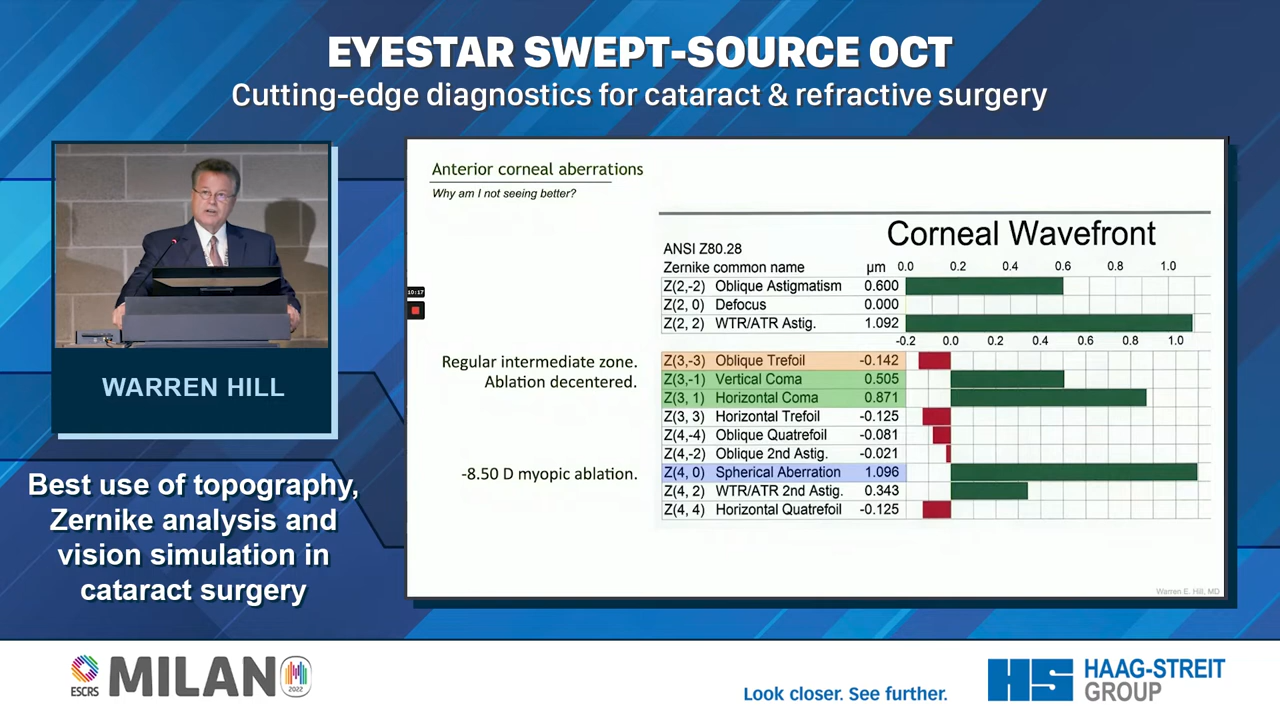 EYESTAR SWEPT-SOURCE OCT
Cutting-edge diagnostics for cataract & refractive surgery
WARREN HILL
Best use of topography,
Zernike analysis and
vision simulation in
cataract surgery
Anterior corneal aberrations
Why am I not seeing better?
10:17
Corneal Wavefront
ANSI Z80.28
Zernike common name µm 0.0 0.2 0.4 0.6 0.8 1.0
Z(2,-2) Oblique Astigmatism 0.600
Z(2, 0) Defocus 0.000
Z(2, 2) WTR/ATR Astig. 1.092
-0.2 0.0 0.2 0.4 0.6 0.8 1.0
Regular intermediate zone.
Ablation decentered.
Z(3,-3) Oblique Trefoil -0.142
Z(3,-1) Vertical Coma 0.505
Z(3, 1) Horizontal Coma 0.871
Z(3, 3) Horizontal Trefoil -0.125
Z(4,-4) Oblique Quatrefoil -0.081
Z(4,-2) Oblique 2nd Astig. -0.021
-8.50 D myopic ablation.
Z(4, 0) Spherical Aberration 1.096
Z(4, 2) WTR/ATR 2nd Astig. 0.343
Z(4, 4) Horizontal Quatrefoil -0.125
Warren E. Hill, MD
ESCRS
MILANO
2022
Look closer. See further.
HS
HAAG-STREIT
GROUP